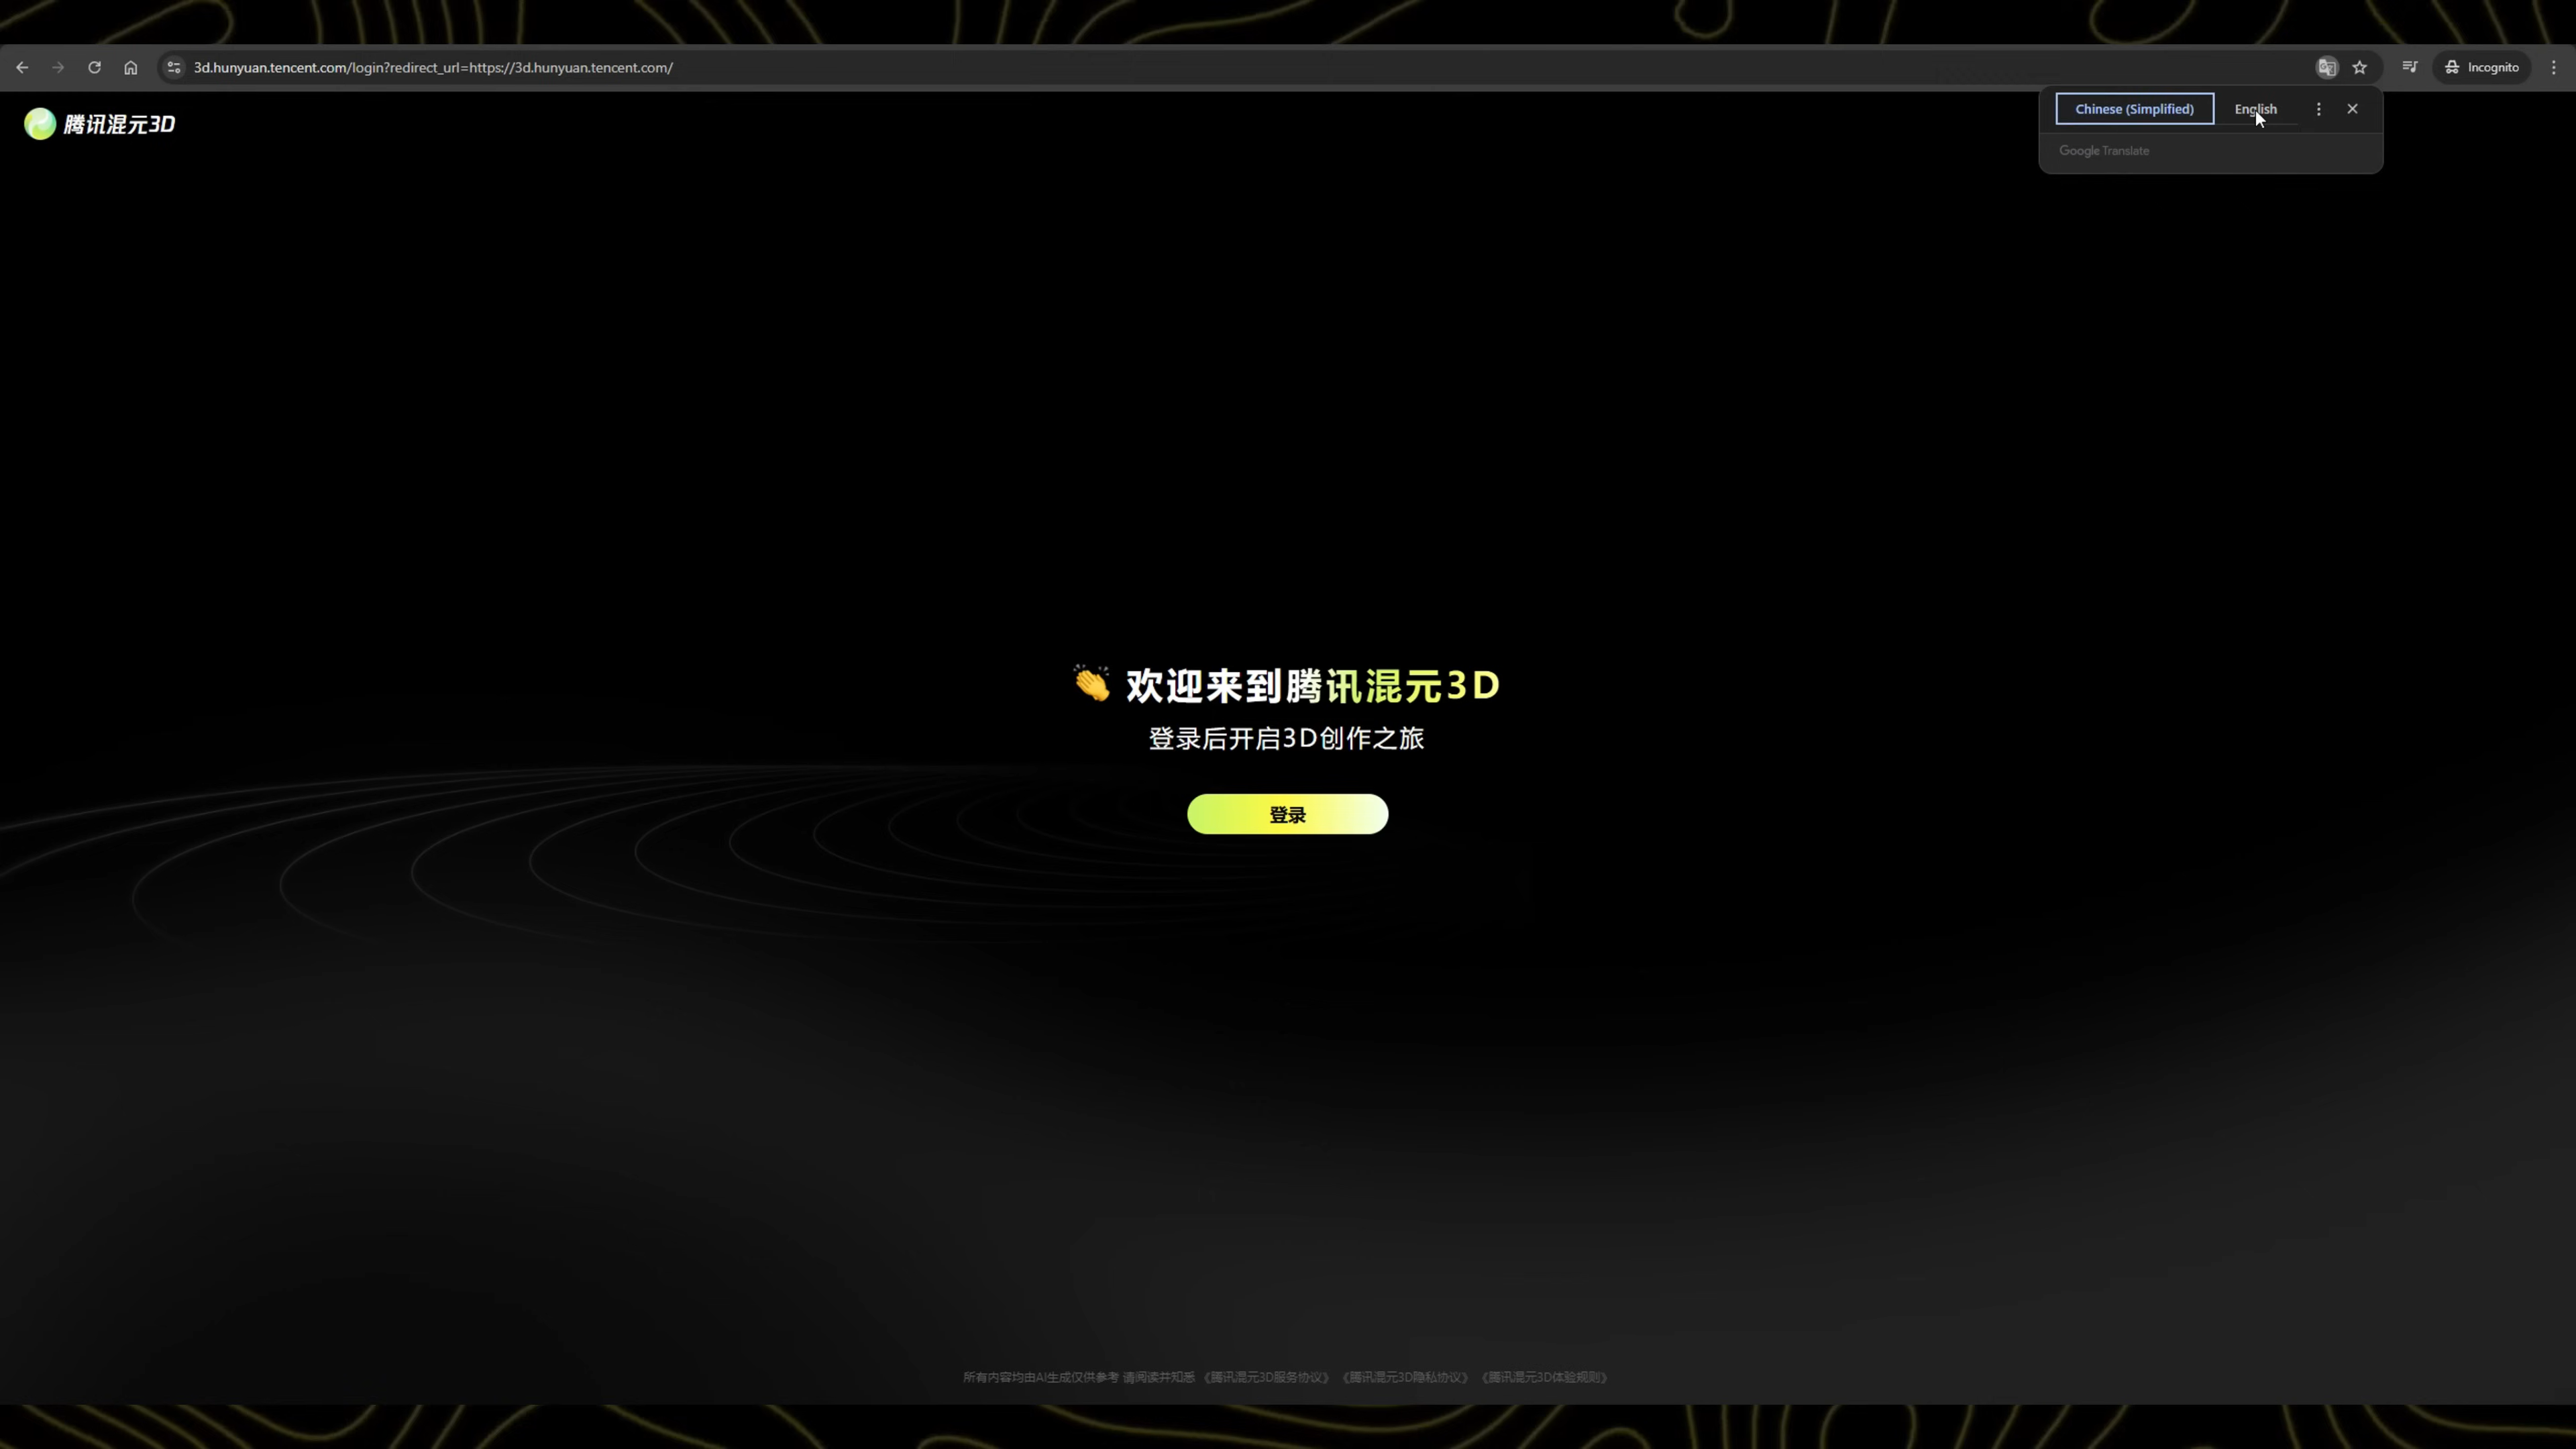 3d.hunyuan.tencent.com/login?redirect_url=https://3d.hunyuan.tencent.com/
Incognito
腾讯混元3D
Chinese (Simplified)
English
Google Translate
👏 欢迎来到腾讯混元3D
登录后开启3D创作之旅
登录
所有内容均由AI生成仅供参考 请阅读并知悉 《腾讯混元3D服务协议》 《腾讯混元3D隐私协议》 《腾讯混元3D体验规则》